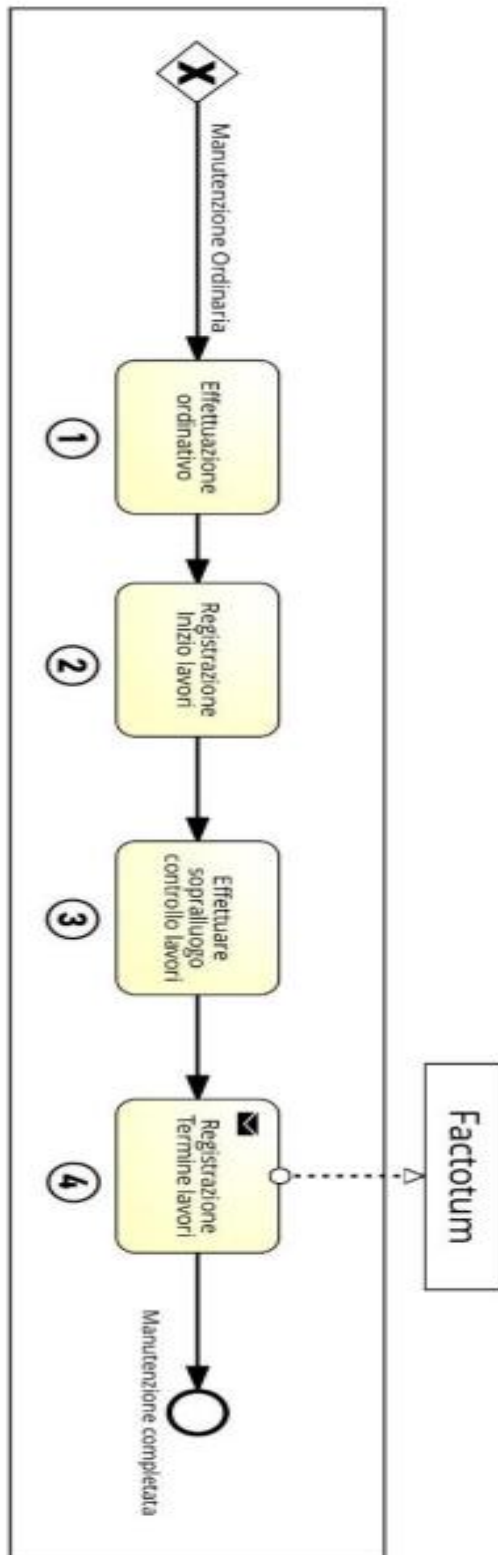 Factotum
X
Manutenzione Ordinaria
Effettuazione
ordinativo
1
Registrazione
Inizio lavori
2
Effettuare
sopralluogo
controllo lavori
3
Registrazione
Termine lavori
4
Manutenzione completata